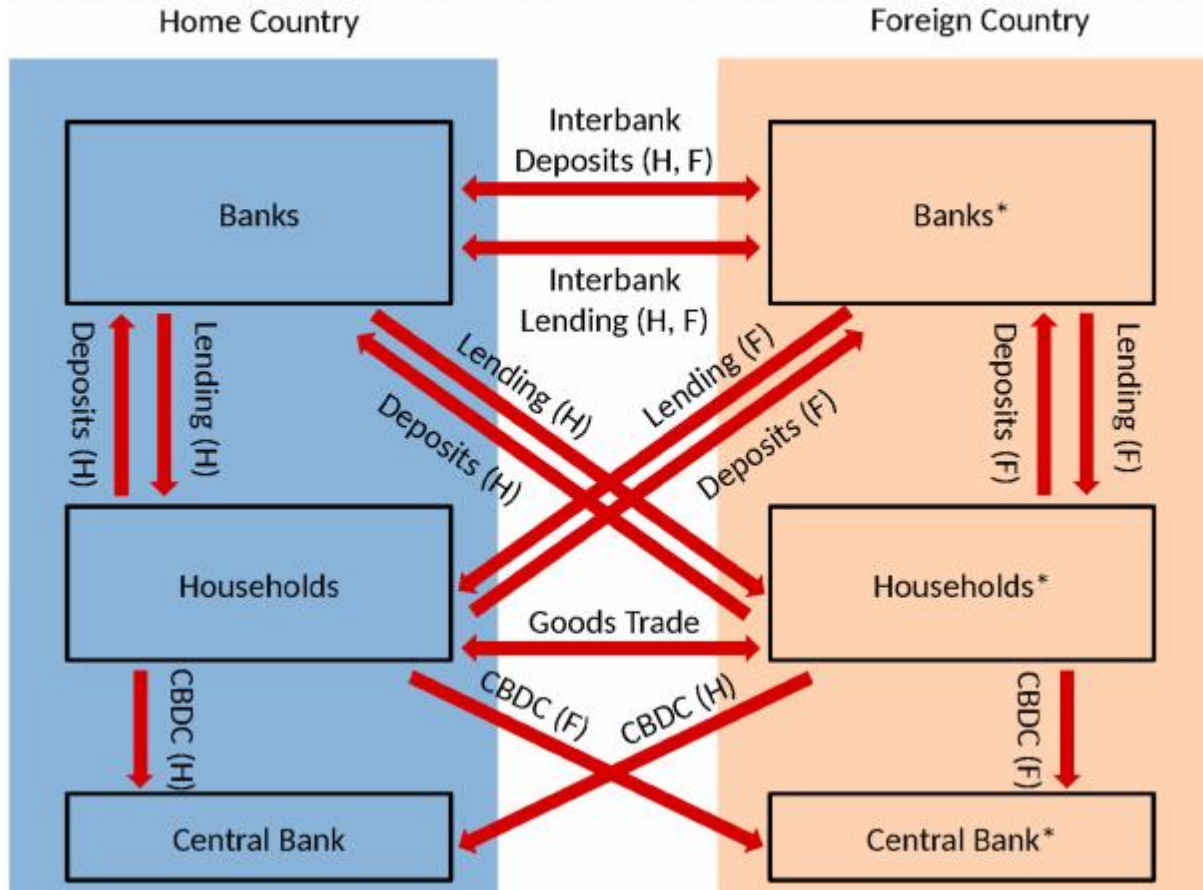 Home Country
Foreign Country
Interbank
Deposits (H, F)
Banks
Banks*
Interbank
Lending (H, F)
Deposits (H)
Lending (H)
Lending (H)
Deposits (H)
Lending (F)
Deposits (F)
Deposits (F)
Lending (F)
Households
Households*
Goods Trade
CBDC (H)
CBDC (F)
CBDC (H)
CBDC (F)
Central Bank
Central Bank*